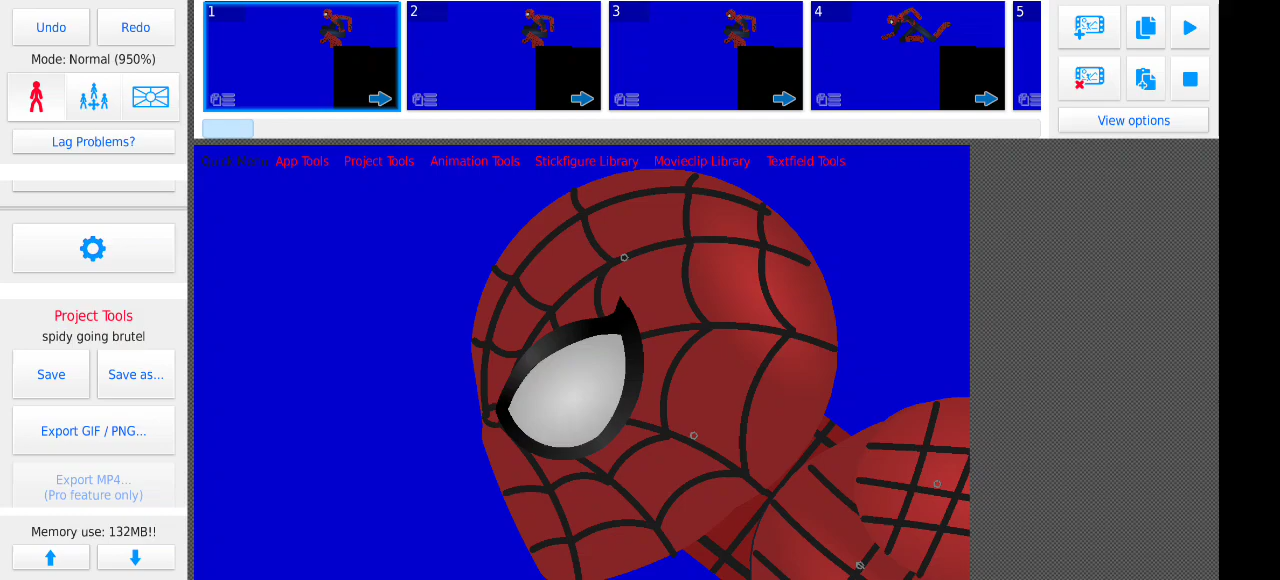 Undo
Redo
Mode: Normal (950%)
Lag Problems?
Project Tools
spidy going brute!
Save
Save as...
Export GIF / PNG...
Export MP4...
(Pro feature only)
Memory use: 132MB!!
1
2
3
4
5
View options
App Tools
Project Tools
Animation Tools
Stickfigure Library
Movieclip Library
Textfield Tools